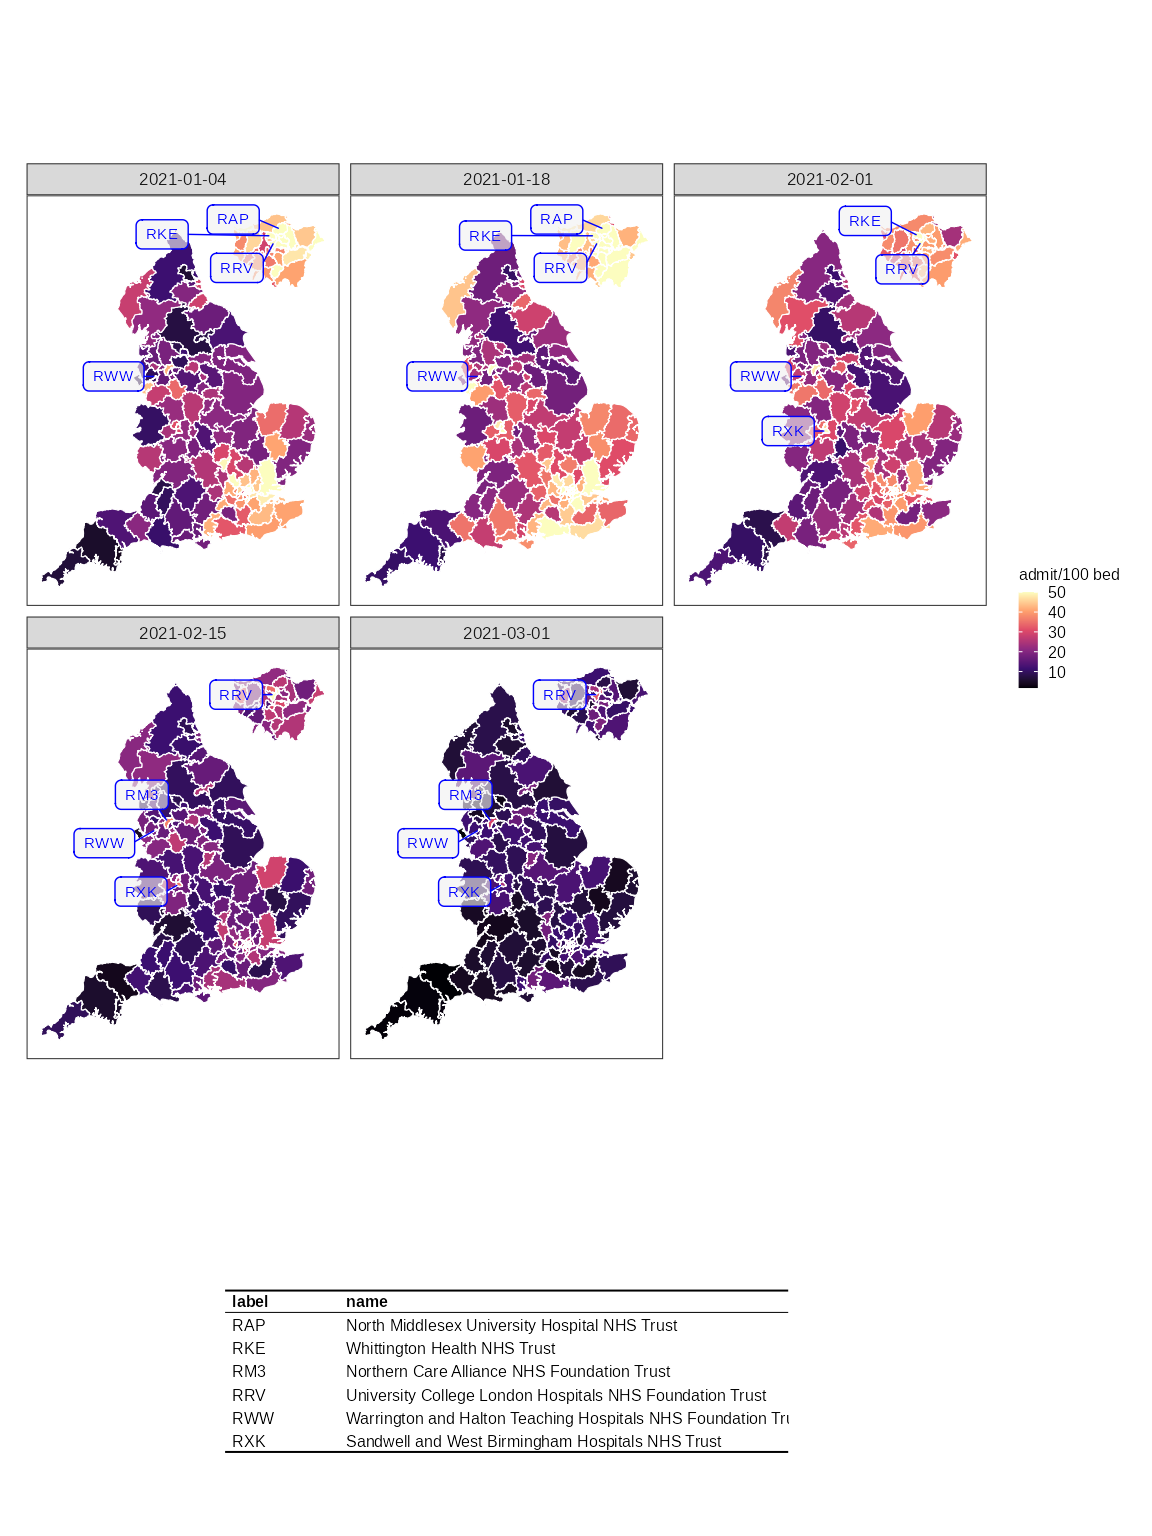 2021-01-04
2021-01-18
2021-02-01
RAP
RKE
RRV
RWW
RAP
RKE
RRV
RWW
RKE
RRV
RWW
RXK
admit/100 bed
50
40
30
20
10
2021-02-15
2021-03-01
RRV
RM3
RWW
RXK
RRV
RM3
RWW
RXK
label name
RAP North Middlesex University Hospital NHS Trust
RKE Whittington Health NHS Trust
RM3 Northern Care Alliance NHS Foundation Trust
RRV University College London Hospitals NHS Foundation Trust
RWW Warrington and Halton Teaching Hospitals NHS Foundation Tru
RXK Sandwell and West Birmingham Hospitals NHS Trust